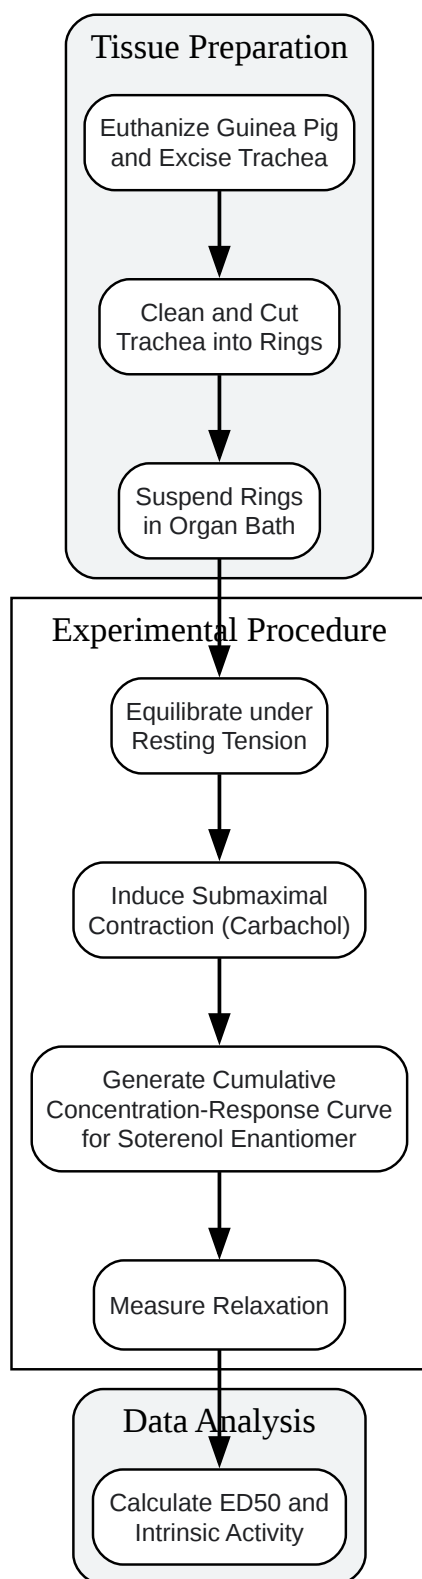 Tissue Preparation
Euthanize Guinea Pig
and Excise Trachea
Clean and Cut
Trachea into Rings
Suspend Rings
in Organ Bath
Experimental Procedure
Equilibrate under
Resting Tension
Induce Submaximal
Contraction (Carbachol)
Generate Cumulative
Concentration-Response Curve
for Soterenol Enantiomer
Measure Relaxation
Data Analysis
Calculate ED50 and
Intrinsic Activity